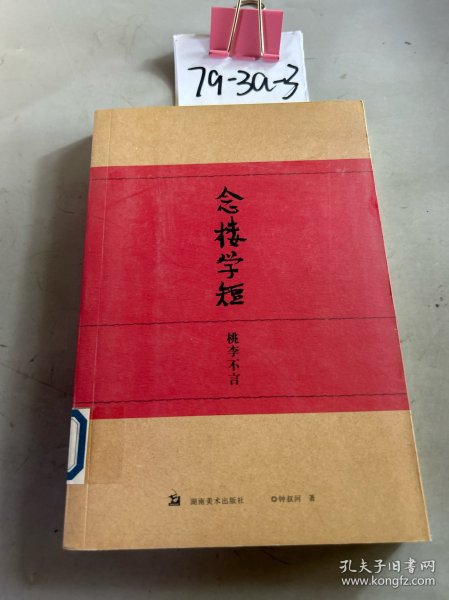 79-3a-3
念楼学短
桃李不言
湖南美术出版社
◎钟叔河 著
孔夫子旧书网
www.kongfz.com